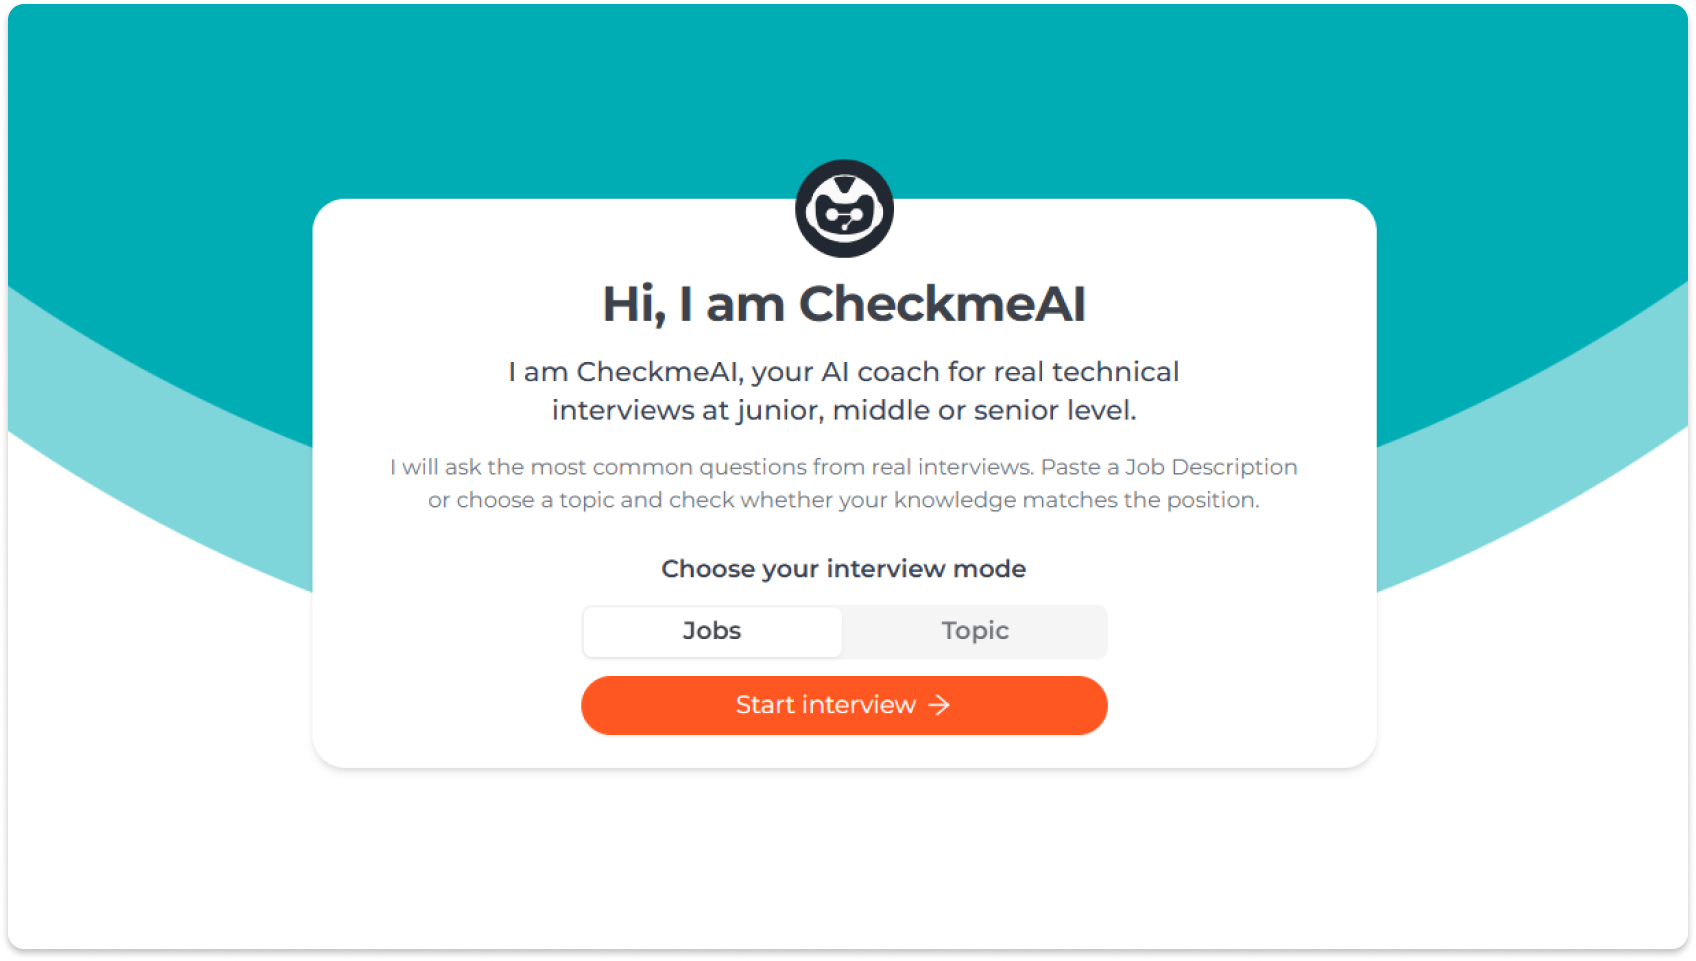 Hi, I am CheckmeAI
I am CheckmeAI, your AI coach for real technical
interviews at junior, middle or senior level.
I will ask the most common questions from real interviews. Paste a Job Description
or choose a topic and check whether your knowledge matches the position.
Choose your interview mode
Jobs Topic
Start interview →